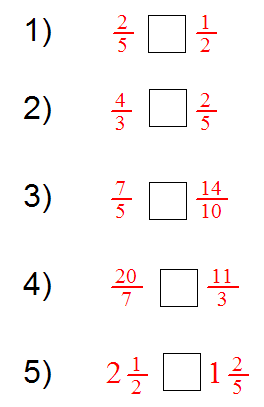 1) 2/5 □ 1/2
2) 4/3 □ 2/5
3) 7/5 □ 14/10
4) 20/7 □ 11/3
5) 2 1/2 □ 1 2/5